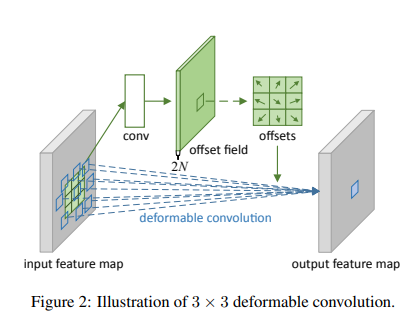 conv
offset field
offsets
2N
deformable convolution
input feature map
output feature map
Figure 2: Illustration of 3 × 3 deformable convolution.